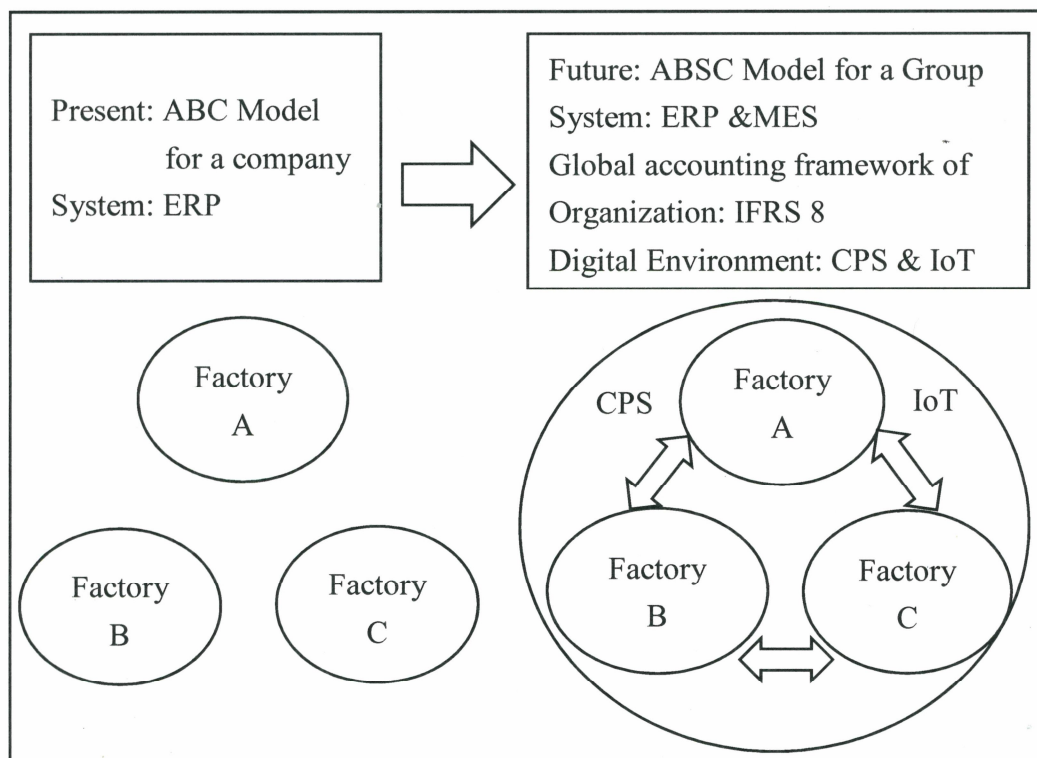 Present: ABC Model
for a company
System: ERP
Future: ABSC Model for a Group
System: ERP &MES
Global accounting framework of
Organization: IFRS 8
Digital Environment: CPS & IoT
Factory
A
Factory
B
Factory
C
CPS
Factory
A
IoT
Factory
B
Factory
C